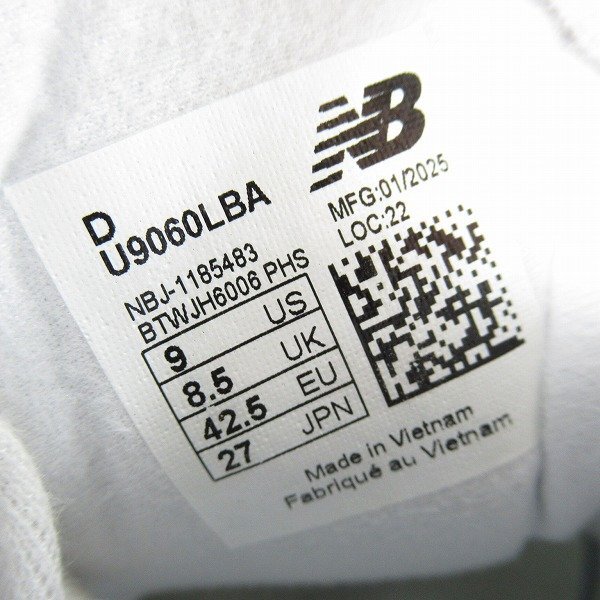 NB
MFG:01/2025
LOC:22
D
U9060LBA
NBJ-1185483
BTWJH6006 PHS
9 US
8.5 UK
42.5 EU
27 JPN
Made in Vietnam
Fabriqué au Vietnam